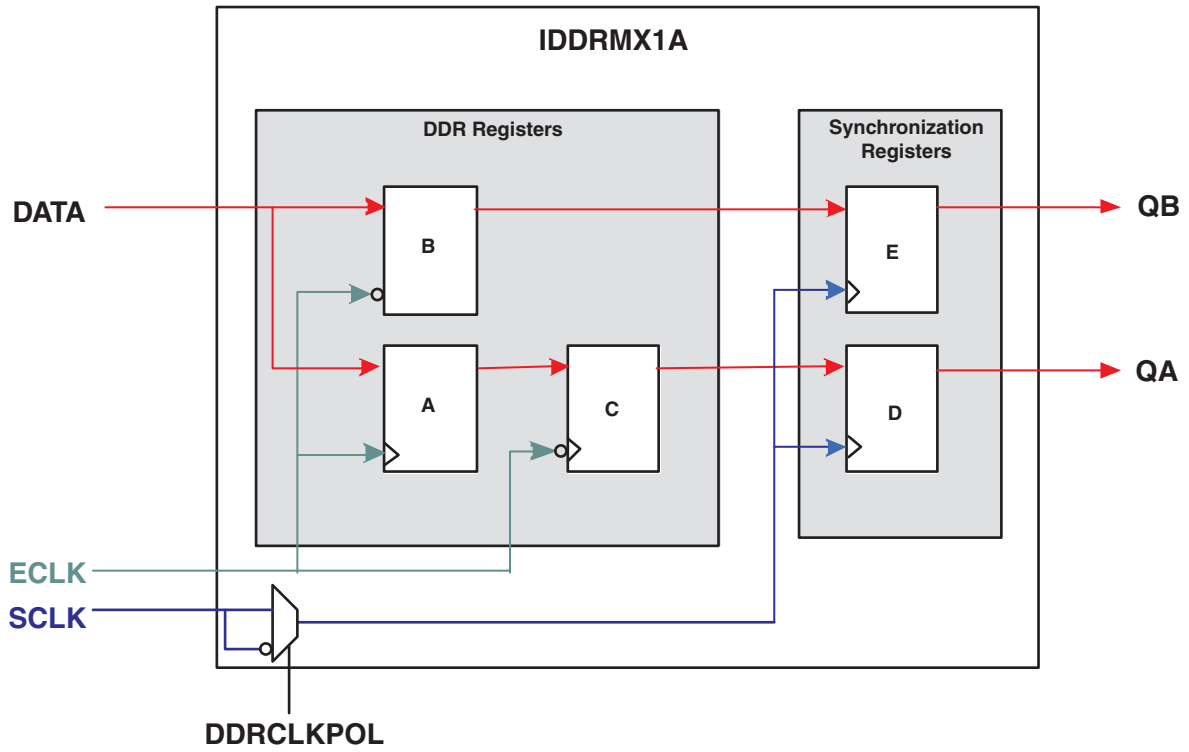 IDDRMX1A
DDR Registers
Synchronization
Registers
DATA
B
E
QB
A
C
D
QA
ECLK
SCLK
DDRCLKPOL